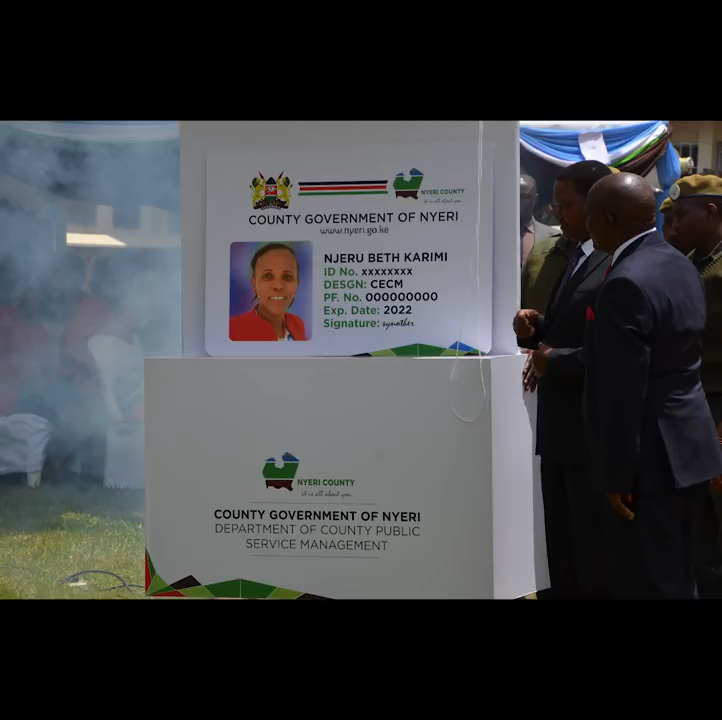 NYERI COUNTY
it is all about you
COUNTY GOVERNMENT OF NYERI
www.nyeri.go.ke
NJERU BETH KARIMI
ID No. xxxxxxxx
DESGN: CECM
PF. No. 000000000
Exp. Date: 2022
Signature:
NYERI COUNTY
it is all about you
COUNTY GOVERNMENT OF NYERI
DEPARTMENT OF COUNTY PUBLIC
SERVICE MANAGEMENT